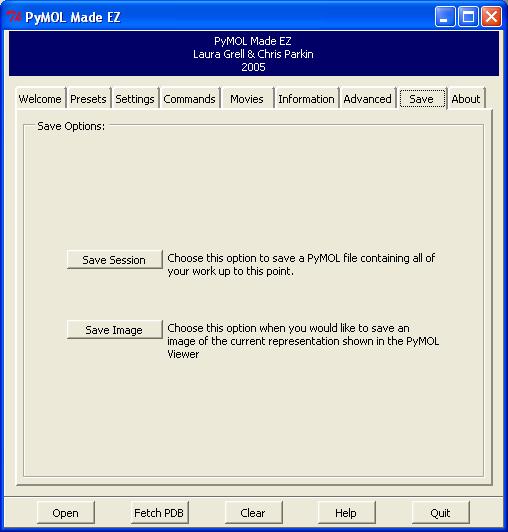 PyMOL Made EZ
PyMOL Made EZ
Laura Grell & Chris Parkin
2005
Welcome Presets Settings Commands Movies Information Advanced Save About
Save Options:
Save Session
Choose this option to save a PyMOL file containing all of
your work up to this point.
Save Image
Choose this option when you would like to save an
image of the current representation shown in the PyMOL
Viewer
Open Fetch PDB Clear Help Quit